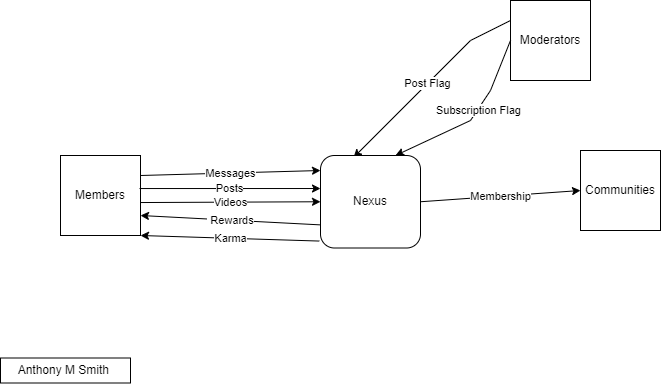 Moderators
Post Flag
Subscription Flag
Messages
Posts
Videos
Rewards
Karma
Members
Nexus
Membership
Communities
Anthony M Smith